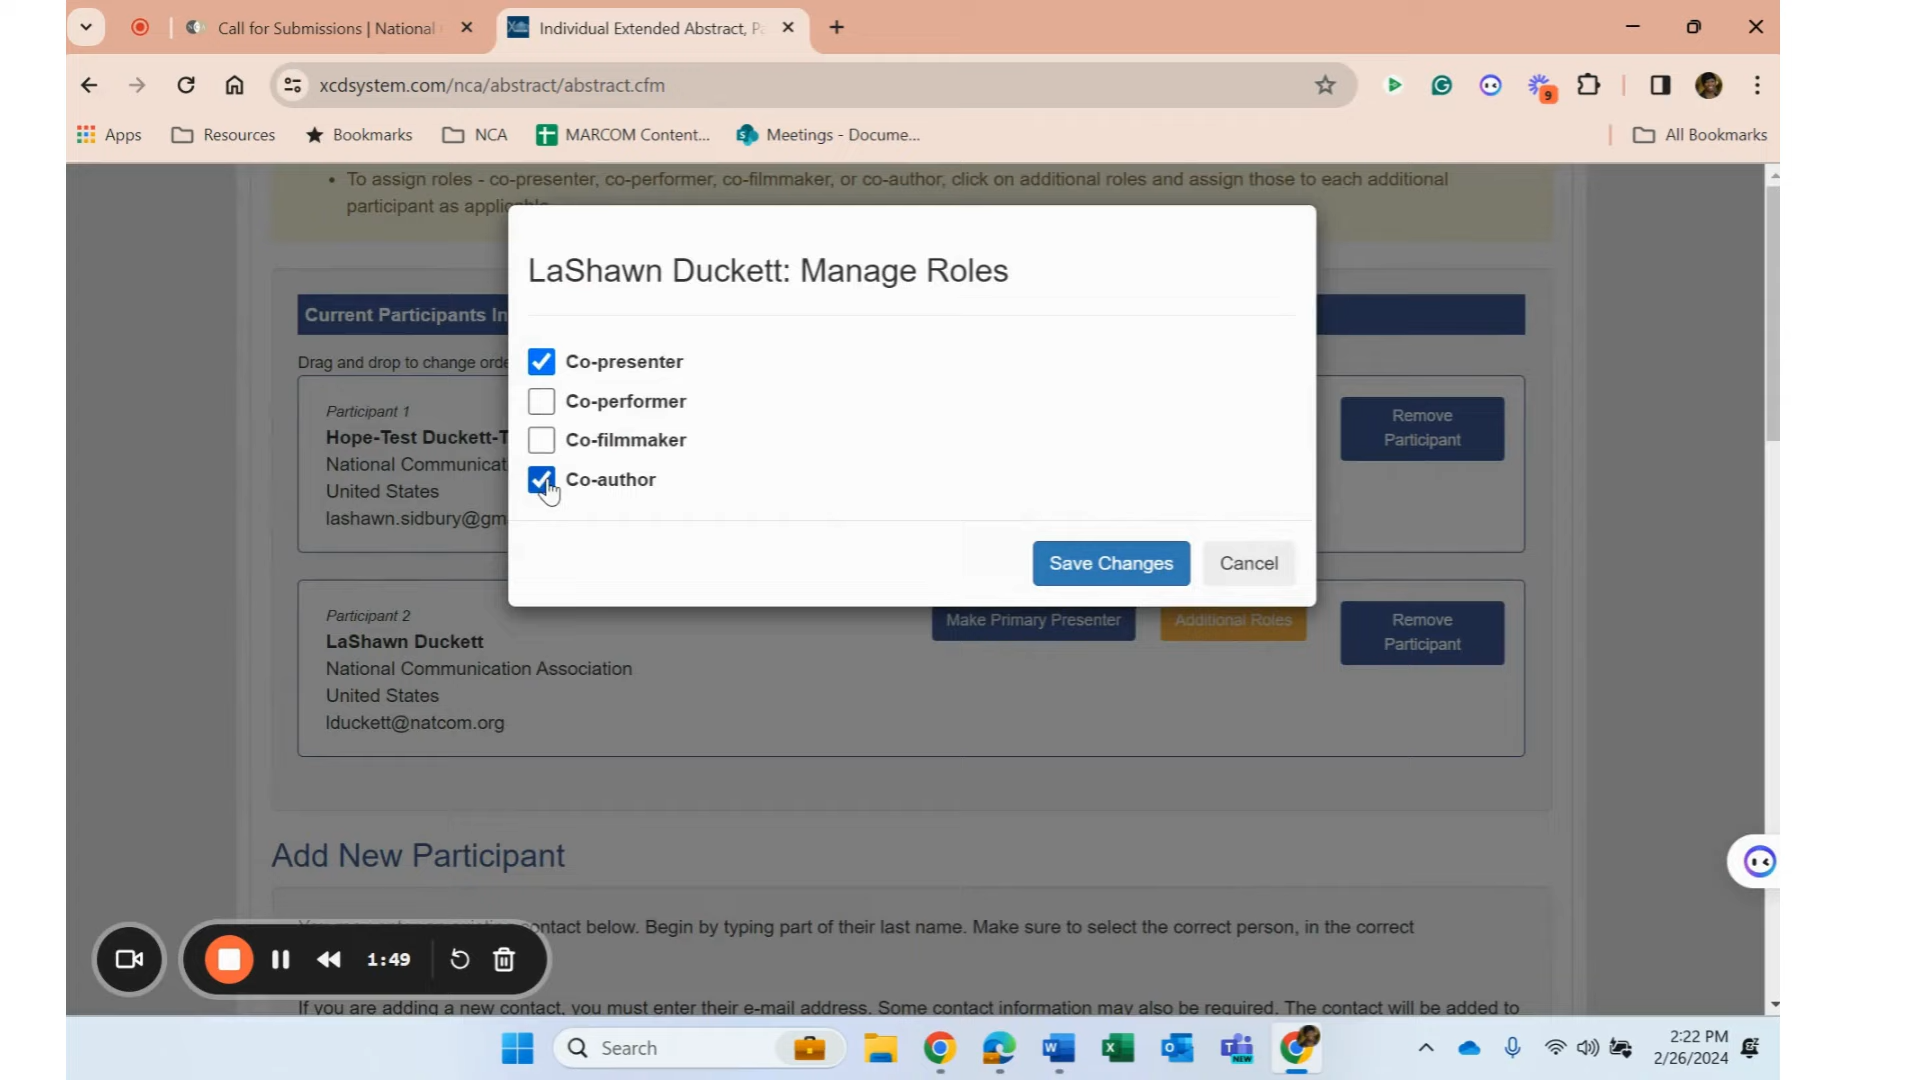 Call for Submissions | National
Individual Extended Abstract, Pa
xcdsystem.com/nca/abstract/abstract.cfm
9
Apps
Resources
Bookmarks
NCA
MARCOM Content...
Meetings - Docume...
All Bookmarks
To assign roles - co-presenter, co-performer, co-filmmaker, or co-author, click on additional roles and assign those to each additional
participant as applicable
LaShawn Duckett: Manage Roles
Co-presenter
Co-performer
Co-filmmaker
Co-author
Save Changes
Cancel
Current Participants In
Drag and drop to change orde
Participant 1
Hope-Test Duckett-T
National Communicat
United States
lashawn.sidbury@gm
Remove
Participant
Participant 2
LaShawn Duckett
National Communication Association
United States
lduckett@natcom.org
Make Primary Presenter
Additional Roles
Remove
Participant
Add New Participant
contact below. Begin by typing part of their last name. Make sure to select the correct person, in the correct
If you are adding a new contact, you must enter their e-mail address. Some contact information may also be required. The contact will be added to
1:49
Search
NEW
2:22 PM
2/26/2024